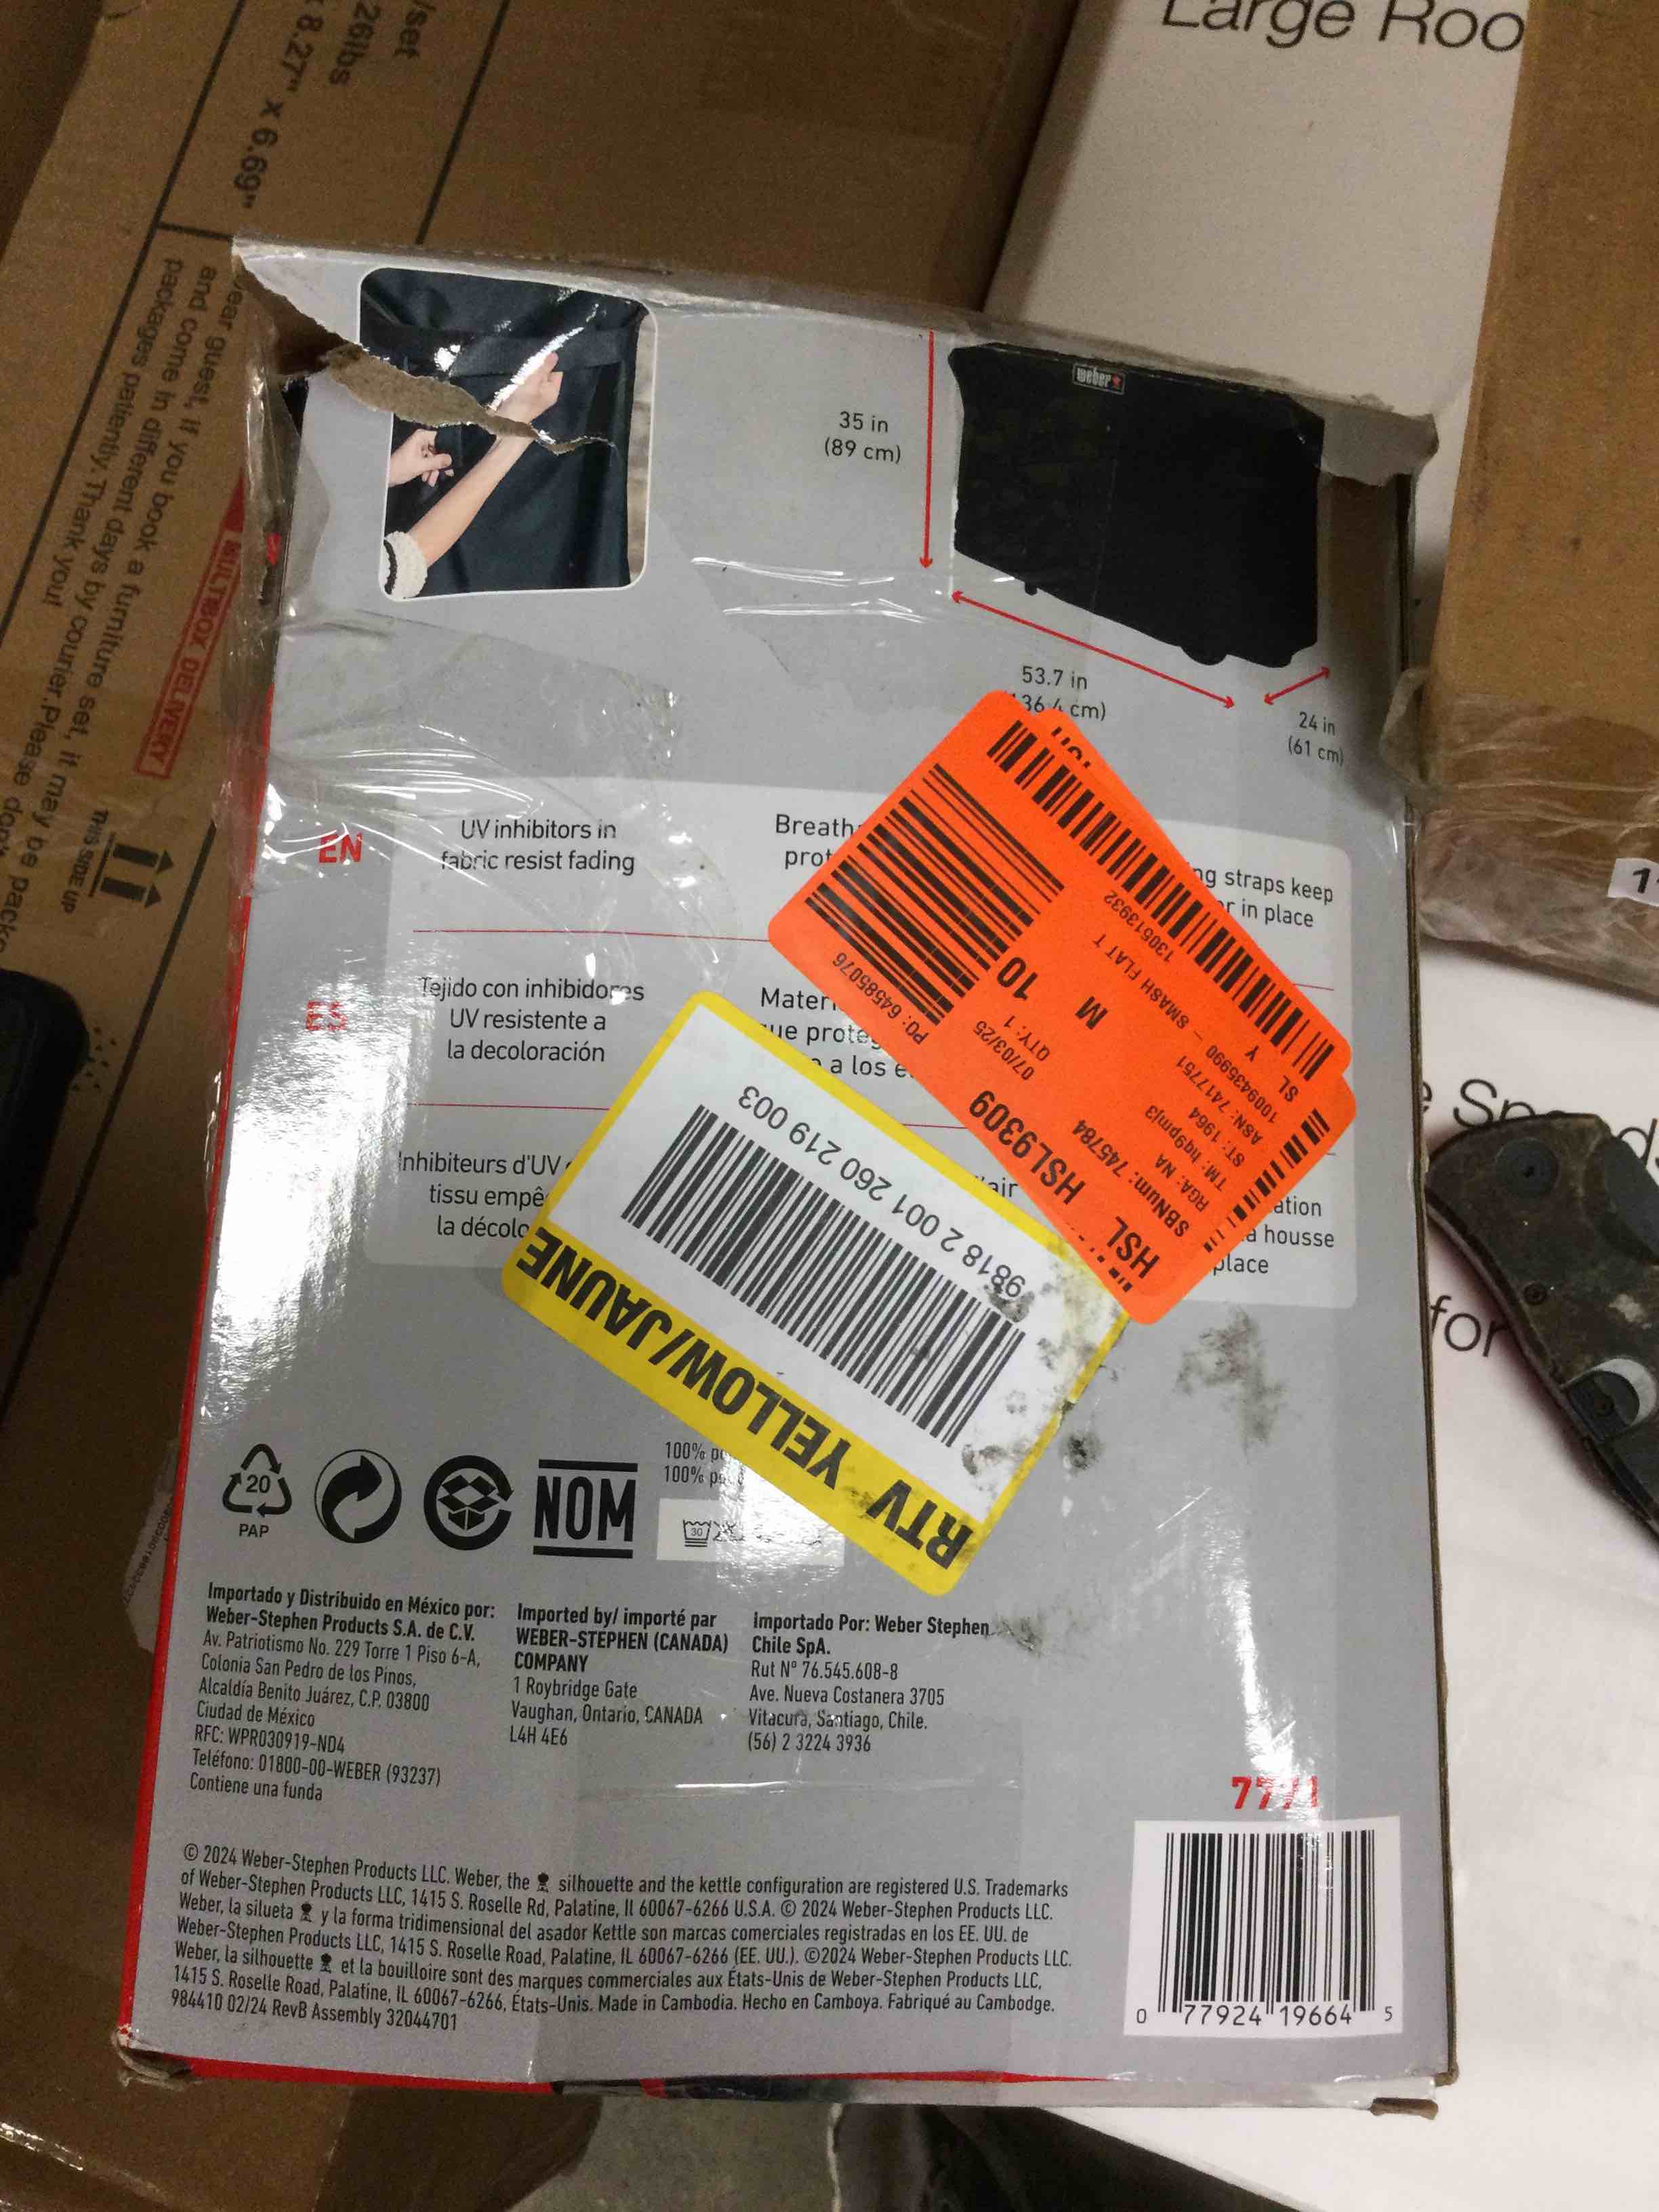 Large Roo
/set
26lbs
x 8.27" x 6.69"
Dear guest, if you book a furniture set, it may be
and come in different days by courier. Please don't
packages patiently. Thank you!
MULTIBOX DELIVERY
THIS SIDE UP
weber
35 in
(89 cm)
53.7 in
136.4 cm)
24 in
(61 cm)
EN
UV inhibitors in
fabric resist fading
Breath
prot
ng straps keep
r in place
ES
Tejido con inhibidores
UV resistente a
la decoloración
Mater
ue prote
a los e
Inhibiteurs d'UV
tissu empê
la décolo
'air
ation
a housse
place
PO: 64585076
07/03/25
QTY: 1
10
M
1009435990 – SMASH FLAT T
1305139932
Y
SL
HSL HSL9309
SBNum: 745784
RGA: NA
TM: hq9pmj3
ST: 1964
ASN: 7417751
9818 2 001 260 219 003
RTV YELLOW/JAUNE
20
PAP
NOM
100% po
100% po
30
Importado y Distribuido en México por:
Weber-Stephen Products S.A. de C.V.
Av. Patriotismo No. 229 Torre 1 Piso 6-A,
Colonia San Pedro de los Pinos,
Alcaldía Benito Juárez, C.P. 03800
Ciudad de México
RFC: WPR030919-ND4
Teléfono: 01800-00-WEBER (93237)
Contiene una funda
Imported by/ importé par
WEBER-STEPHEN (CANADA)
COMPANY
1 Roybridge Gate
Vaughan, Ontario, CANADA
L4H 4E6
Importado Por: Weber Stephen
Chile SpA.
Rut N° 76.545.608-8
Ave. Nueva Costanera 3705
Vitacura, Santiago, Chile.
(56) 2 3224 3936
© 2024 Weber-Stephen Products LLC. Weber, the silhouette and the kettle configuration are registered U.S. Trademarks
of Weber-Stephen Products LLC, 1415 S. Roselle Rd, Palatine, Il 60067-6266 U.S.A. © 2024 Weber-Stephen Products LLC.
Weber, la silueta y la forma tridimensional del asador Kettle son marcas comerciales registradas en los EE. UU. de
Weber-Stephen Products LLC, 1415 S. Roselle Road, Palatine, IL 60067-6266 (EE. UU.). ©2024 Weber-Stephen Products LLC.
Weber, la silhouette et la bouilloire sont des marques commerciales aux États-Unis de Weber-Stephen Products LLC,
1415 S. Roselle Road, Palatine, IL 60067-6266, États-Unis. Made in Cambodia. Hecho en Camboya. Fabriqué au Cambodge.
984410 02/24 RevB Assembly 32044701
0 77924 19664 5
for